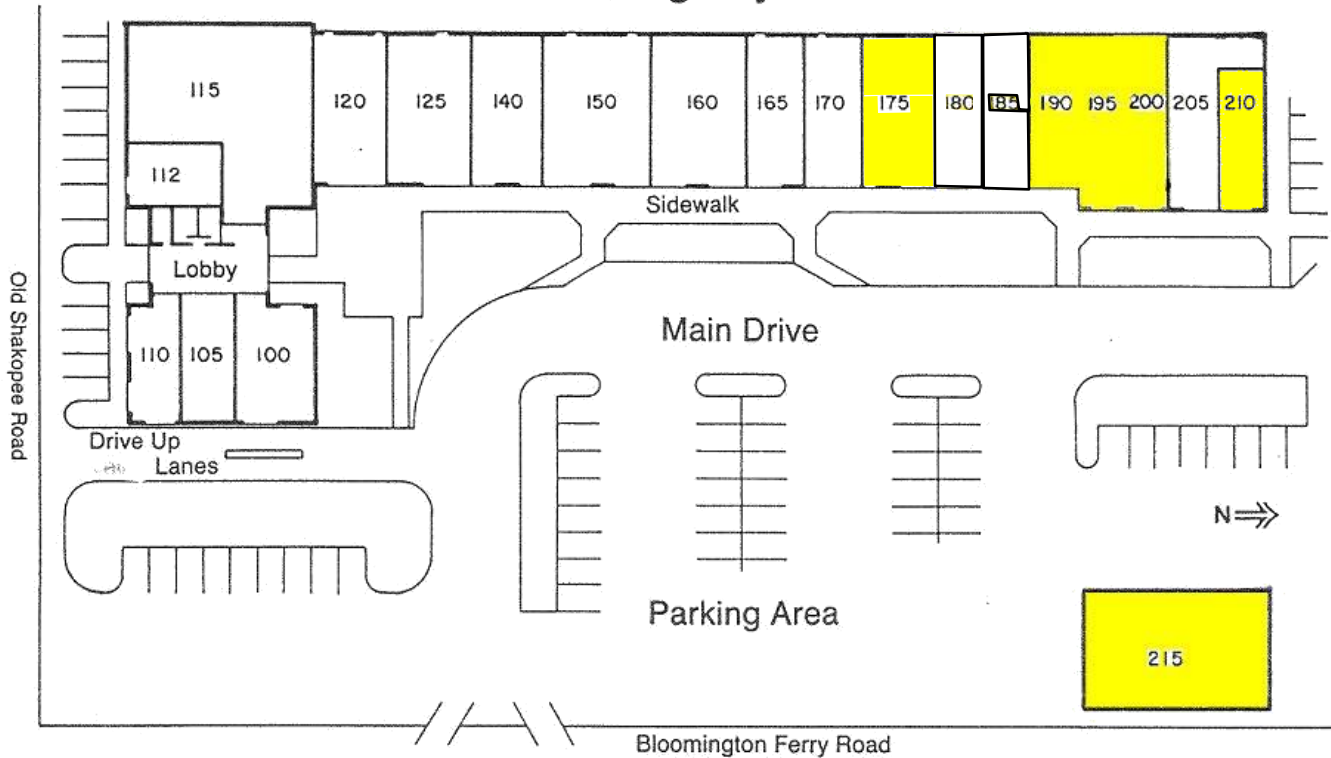 115
120 125 140 150 160 165 170 175 180 185 190 195 200 205 210
112
Sidewalk
Lobby
Old Shakopee Road
Main Drive
110 105 100
Drive Up
Lanes
N
Parking Area
215
Bloomington Ferry Road